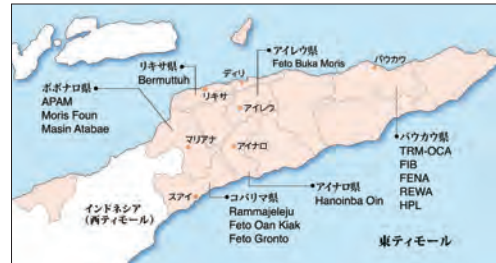 アイレウ県
Feto Buka Moris
リキサ県
Bermuttuh
ディリ
バウカウ
ボボナロ県
APAM
Moris Foun
Masin Atabae
リキサ
アイレウ
マリアナ
アイナロ
バウカウ県
TRM-OCA
FIB
FENA
REWA
HPL
スアイ
コバリマ県
Rammajeleju
Feto Oan Kiak
Feto Gronto
アイナロ県
Hanoinba Oin
インドネシア
(西ティモール)
東ティモール